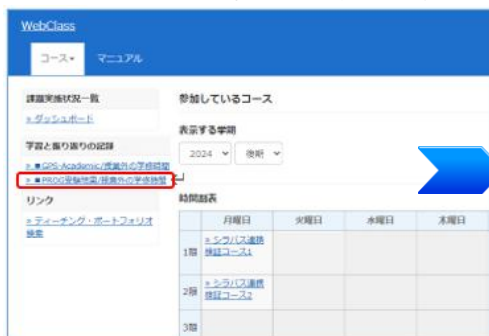 WebClass
コース▾ マニュアル
課題実施状況一覧
» ダッシュボード
学習と振り返りの記録
» ■GPS-Academic/授業外の学修時間
» ■PROG受験結果/授業外の学修時間
リンク
» ティーチング・ポートフォリオ
検索
参加しているコース
表示する学期
2024 後期
時間割表
月曜日 火曜日 水曜日 木曜日
1限 » シラバス連携
検証コース1
2限 » シラバス連携
検証コース2
3限